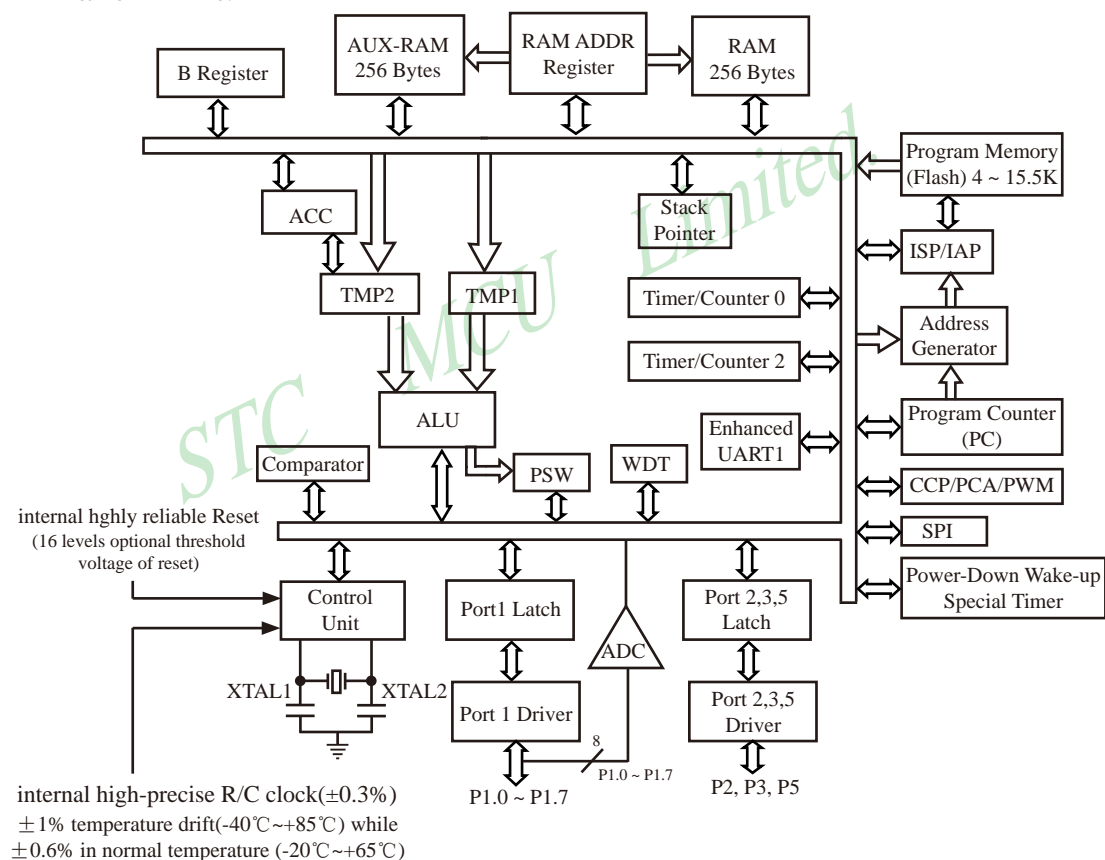 AUX-RAM
256 Bytes
RAM ADDR
Register
RAM
256 Bytes
B Register
Program Memory
(Flash) 4 ~ 15.5K
ACC
Stack
Pointer
ISP/IAP
TMP2
TMP1
Timer/Counter 0
Address
Generator
Timer/Counter 2
ALU
Enhanced
UART1
Program Counter
(PC)
Comparator
PSW
WDT
CCP/PCA/PWM
STC MCU Limited.
internal hghly reliable Reset
(16 levels optional threshold
voltage of reset)
SPI
Control
Unit
Port1 Latch
ADC
Port 2,3,5
Latch
Power-Down Wake-up
Special Timer
XTAL1
XTAL2
Port 1 Driver
Port 2,3,5
Driver
8
P1.0 ~ P1.7
P1.0 ~ P1.7
P2, P3, P5
internal high-precise R/C clock(±0.3%)
±1% temperature drift(-40℃~+85℃) while
±0.6% in normal temperature (-20℃~+65℃)